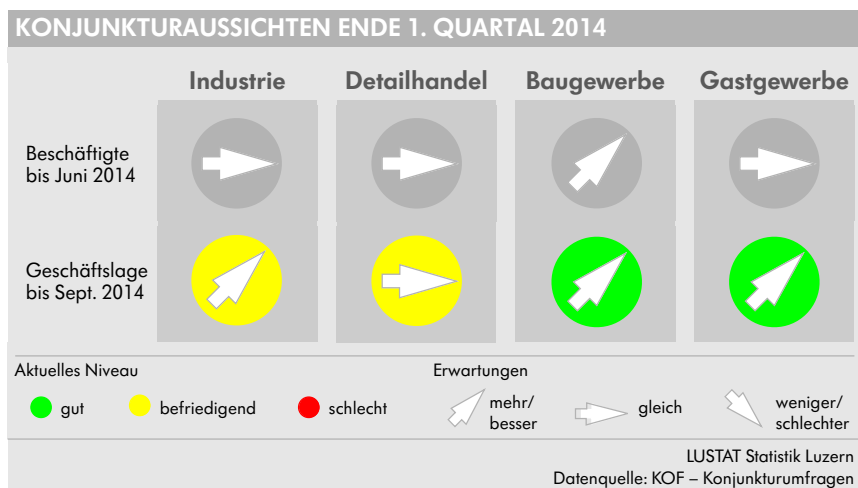 KONJUNKTURAUSSICHTEN ENDE 1. QUARTAL 2014
Industrie Detailhandel Baugewerbe Gastgewerbe
Beschäftigte
bis Juni 2014
Geschäftslage
bis Sept. 2014
Aktuelles Niveau Erwartungen
gut befriedigend schlecht mehr/
besser gleich weniger/
schlechter
LUSTAT Statistik Luzern
Datenquelle: KOF – Konjunkturumfragen